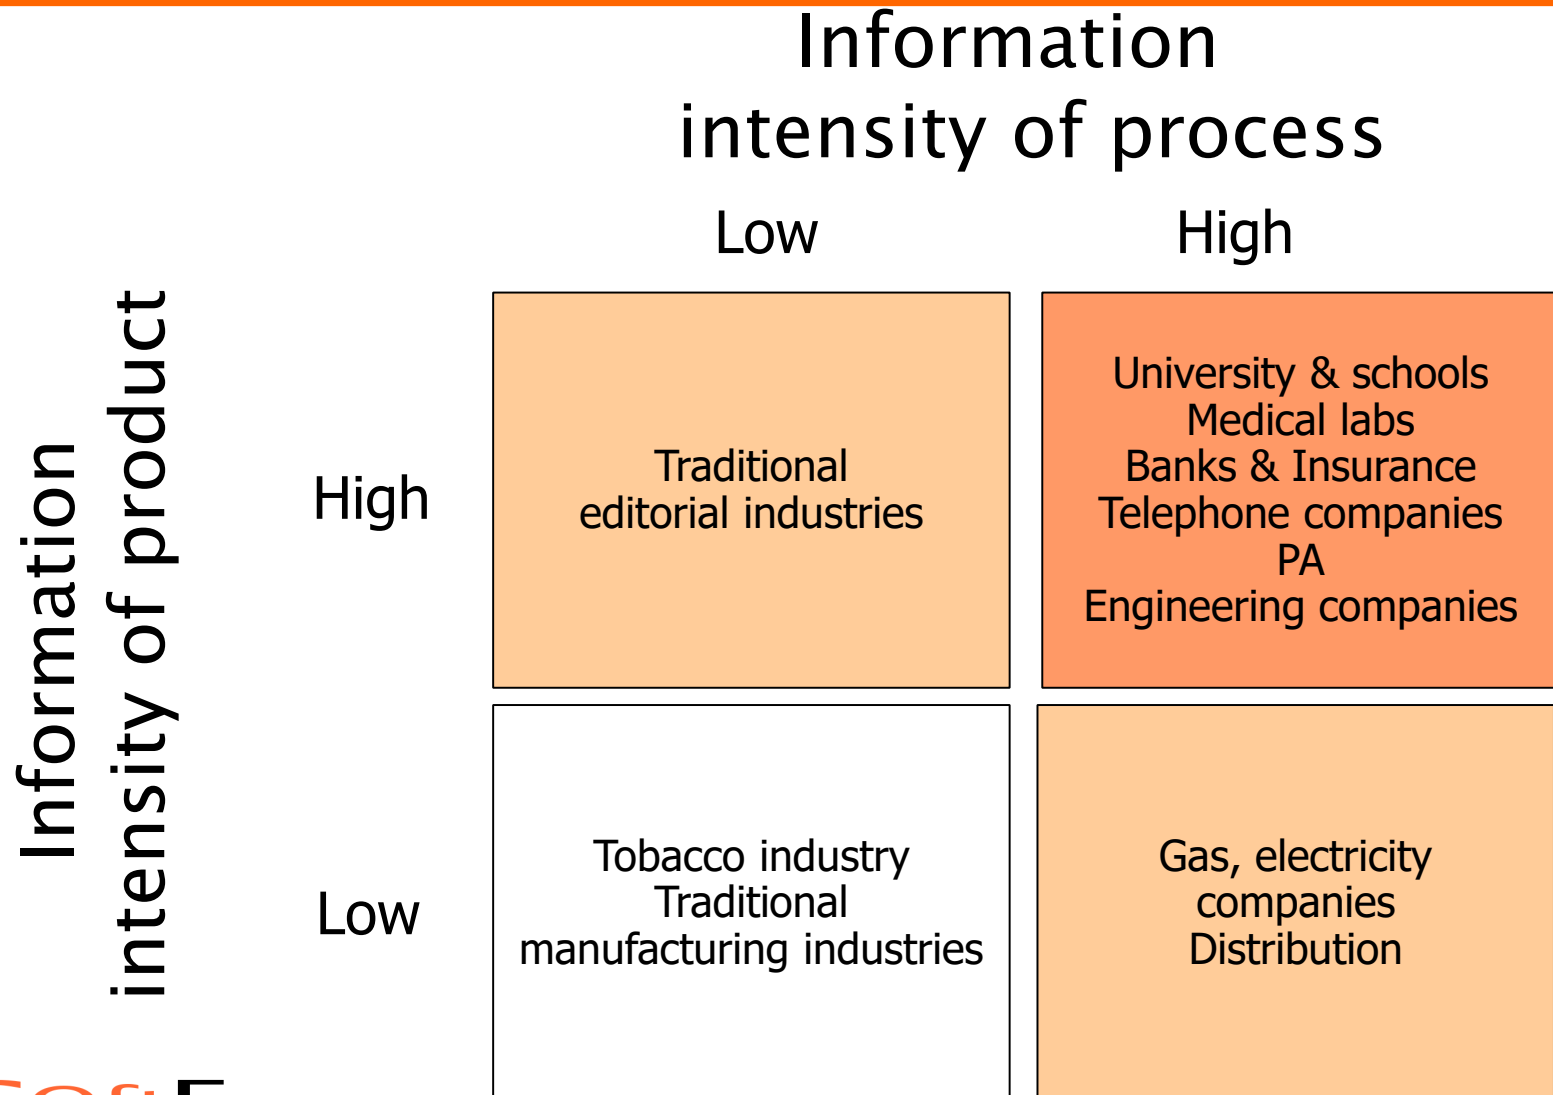 Information
intensity of process
Low
High
Information
intensity of product
High
Traditional
editorial industries
University & schools
Medical labs
Banks & Insurance
Telephone companies
PA
Engineering companies
Low
Tobacco industry
Traditional
manufacturing industries
Gas, electricity
companies
Distribution